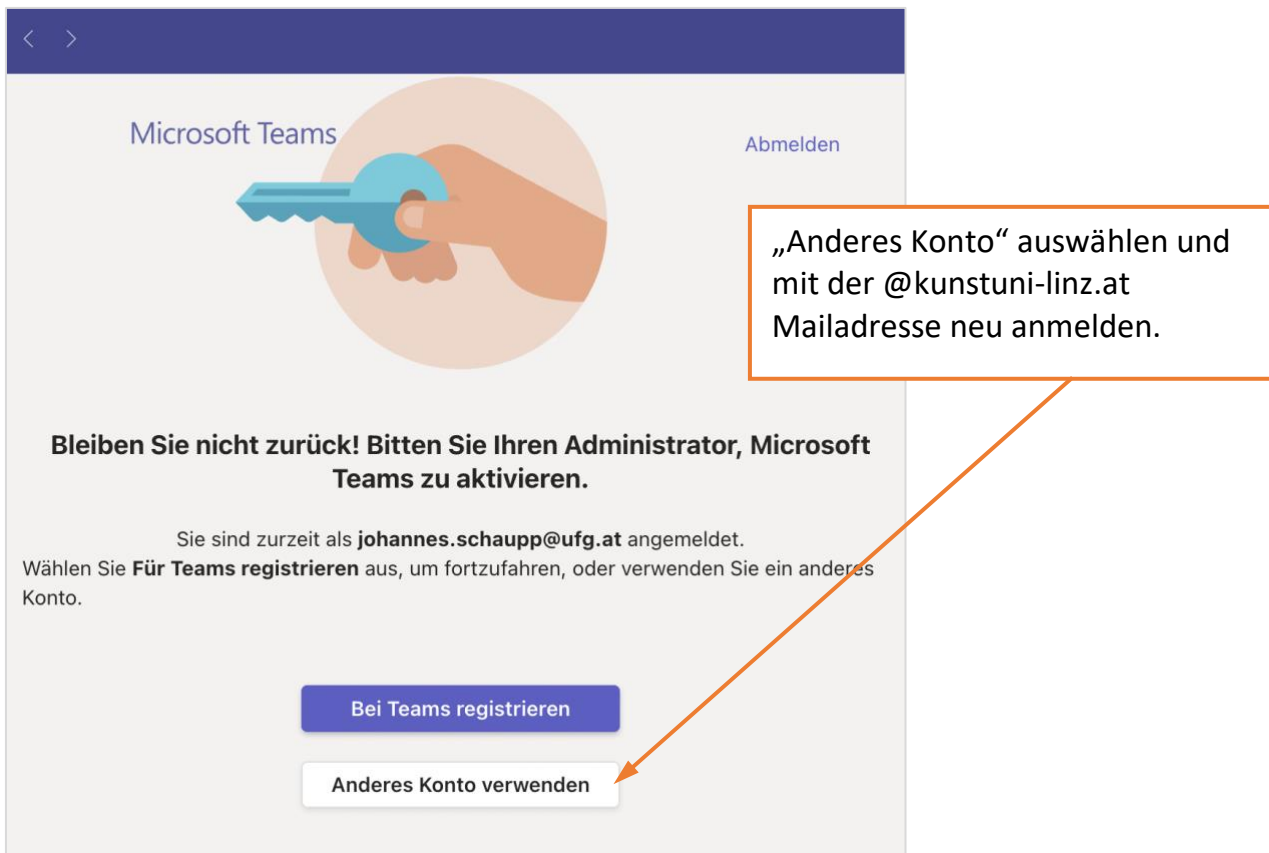 Microsoft Teams
Abmelden
„Anderes Konto“ auswählen und
mit der @kunstuni-linz.at
Mailadresse neu anmelden.
Bleiben Sie nicht zurück! Bitten Sie Ihren Administrator, Microsoft
Teams zu aktivieren.
Sie sind zurzeit als johannes.schaupp@ufg.at angemeldet.
Wählen Sie Für Teams registrieren aus, um fortzufahren, oder verwenden Sie ein anderes
Konto.
Bei Teams registrieren
Anderes Konto verwenden